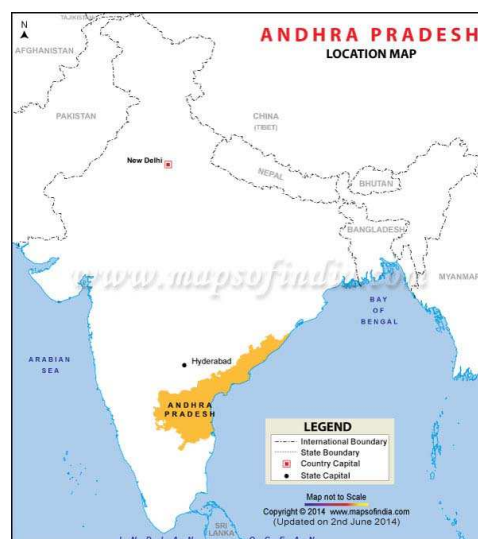 N
TAJIKISTAN
ANDHRA PRADESH
LOCATION MAP
AFGHANISTAN
PAKISTAN
CHINA
(TIBET)
New Delhi
NEPAL
BHUTAN
BANGLADESH
www.mapsofindia.com
MYANMAR
BAY
OF
BENGAL
ARABIAN
SEA
Hyderabad
ANDHRA
PRADESH
LEGEND
International Boundary
State Boundary
Country Capital
State Capital
Map not to Scale
Copyright © 2014 www.mapsofindia.com
(Updated on 2nd June 2014)
SRI
LANKA